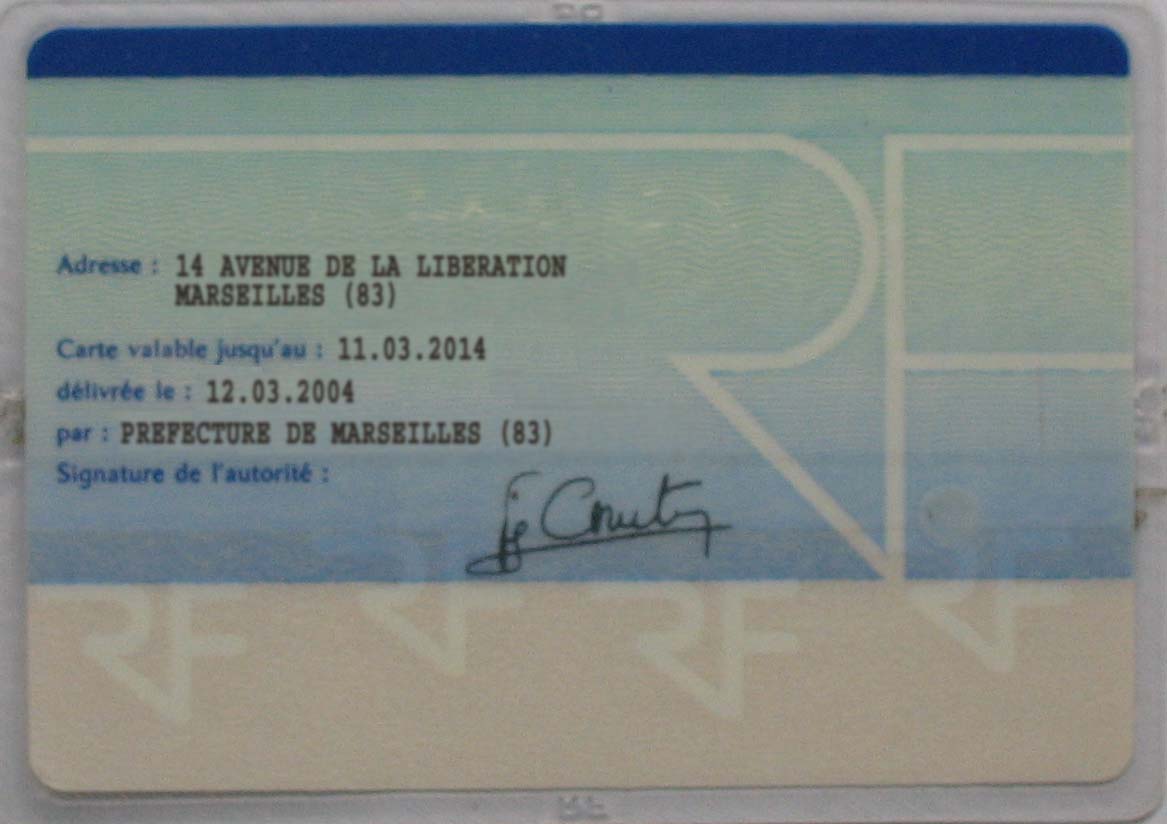 Adresse : 14 AVENUE DE LA LIBERATION
MARSEILLES (83)
Carte valable jusqu'au : 11.03.2014
délivrée le : 12.03.2004
par : PREFECTURE DE MARSEILLES (83)
Signature de l'autorité :
RF
RF RF RF RF